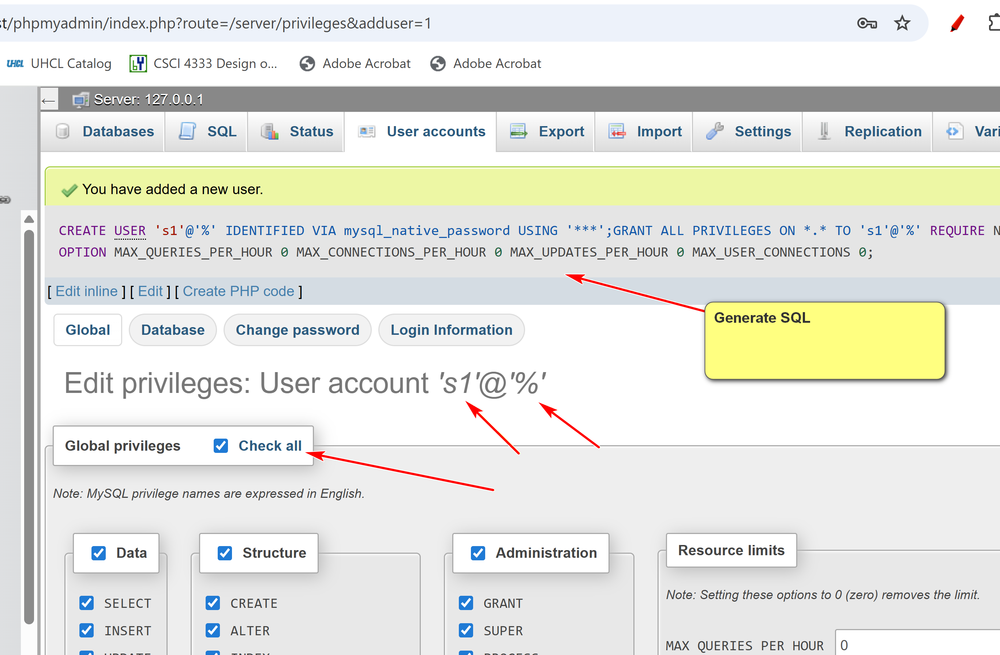 st/phpmyadmin/index.php?route=/server/privileges&adduser=1
UHCL UHCL Catalog CSCI 4333 Design o... Adobe Acrobat Adobe Acrobat
← Server: 127.0.0.1
Databases SQL Status User accounts Export Import Settings Replication Vari
You have added a new user.
CREATE USER 's1'@'%' IDENTIFIED VIA mysql_native_password USING '***';GRANT ALL PRIVILEGES ON *.* TO 's1'@'%' REQUIRE N
OPTION MAX_QUERIES_PER_HOUR 0 MAX_CONNECTIONS_PER_HOUR 0 MAX_UPDATES_PER_HOUR 0 MAX_USER_CONNECTIONS 0;
[ Edit inline ] [ Edit ] [ Create PHP code ]
Generate SQL
Global Database Change password Login Information
Edit privileges: User account 's1'@'%'
Global privileges Check all
Note: MySQL privilege names are expressed in English.
Data Structure Administration Resource limits
Note: Setting these options to 0 (zero) removes the limit.
SELECT CREATE GRANT
INSERT ALTER SUPER
MAX QUERIES PER HOUR 0
UPDATE INDEX PROCESS